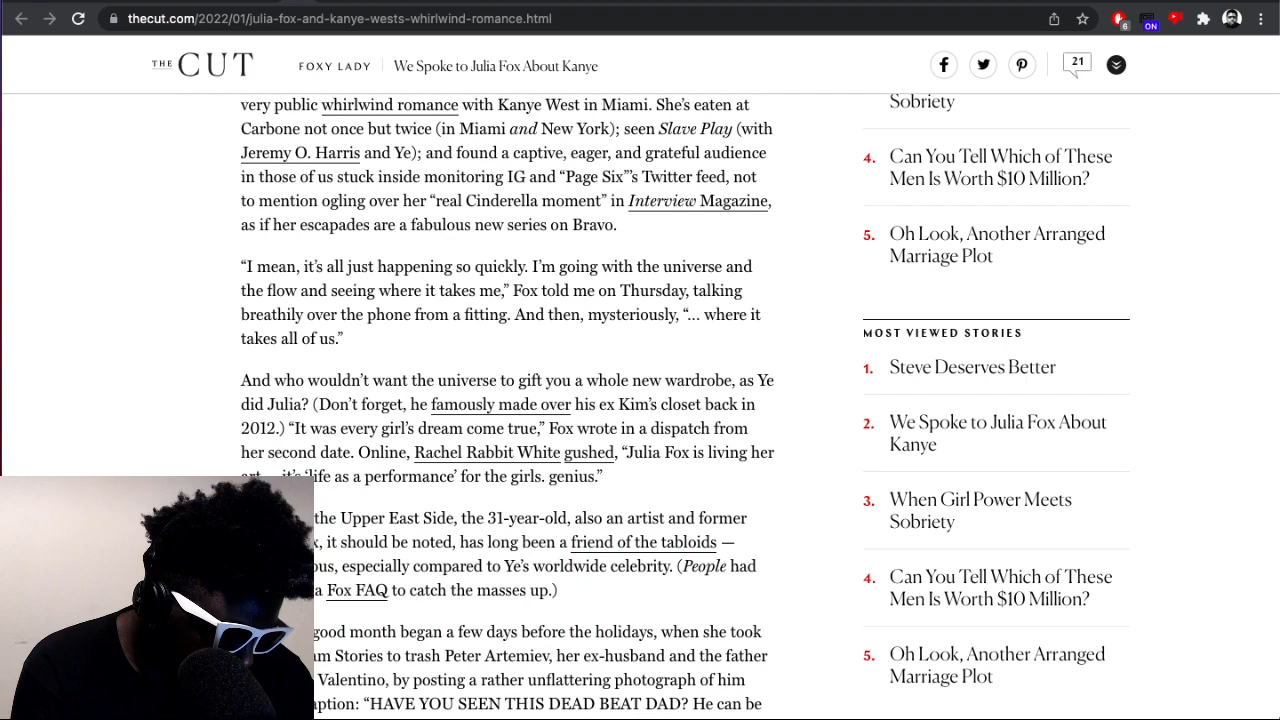 thecut.com/2022/01/julia-fox-and-kanye-wests-whirlwind-romance.html
6
ON
THE CUT
FOXY LADY
We Spoke to Julia Fox About Kanye
21
very public whirlwind romance with Kanye West in Miami. She’s eaten at
Carbone not once but twice (in Miami and New York); seen Slave Play (with
Jeremy O. Harris and Ye); and found a captive, eager, and grateful audience
in those of us stuck inside monitoring IG and “Page Six”’s Twitter feed, not
to mention ogling over her “real Cinderella moment” in Interview Magazine,
as if her escapades are a fabulous new series on Bravo.
“I mean, it’s all just happening so quickly. I’m going with the universe and
the flow and seeing where it takes me,” Fox told me on Thursday, talking
breathily over the phone from a fitting. And then, mysteriously, “… where it
takes all of us.”
And who wouldn’t want the universe to gift you a whole new wardrobe, as Ye
did Julia? (Don’t forget, he famously made over his ex Kim’s closet back in
2012.) “It was every girl’s dream come true,” Fox wrote in a dispatch from
her second date. Online, Rachel Rabbit White gushed, “Julia Fox is living her
art — it’s ‘life as a performance’ for the girls. genius.”
the Upper East Side, the 31-year-old, also an artist and former
x, it should be noted, has long been a friend of the tabloids —
ous, especially compared to Ye’s worldwide celebrity. (People had
a Fox FAQ to catch the masses up.)
good month began a few days before the holidays, when she took
am Stories to trash Peter Artemiev, her ex-husband and the father
Valentino, by posting a rather unflattering photograph of him
aption: “HAVE YOU SEEN THIS DEAD BEAT DAD? He can be
Sobriety
4. Can You Tell Which of These
Men Is Worth $10 Million?
5. Oh Look, Another Arranged
Marriage Plot
MOST VIEWED STORIES
1. Steve Deserves Better
2. We Spoke to Julia Fox About
Kanye
3. When Girl Power Meets
Sobriety
4. Can You Tell Which of These
Men Is Worth $10 Million?
5. Oh Look, Another Arranged
Marriage Plot